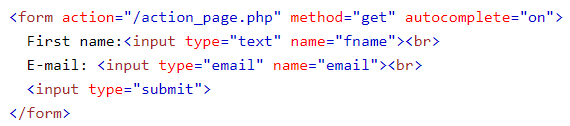 <form action="/action_page.php" method="get" autocomplete="on">
First name:<input type="text" name="fname"><br>
E-mail: <input type="email" name="email"><br>
<input type="submit">
</form>